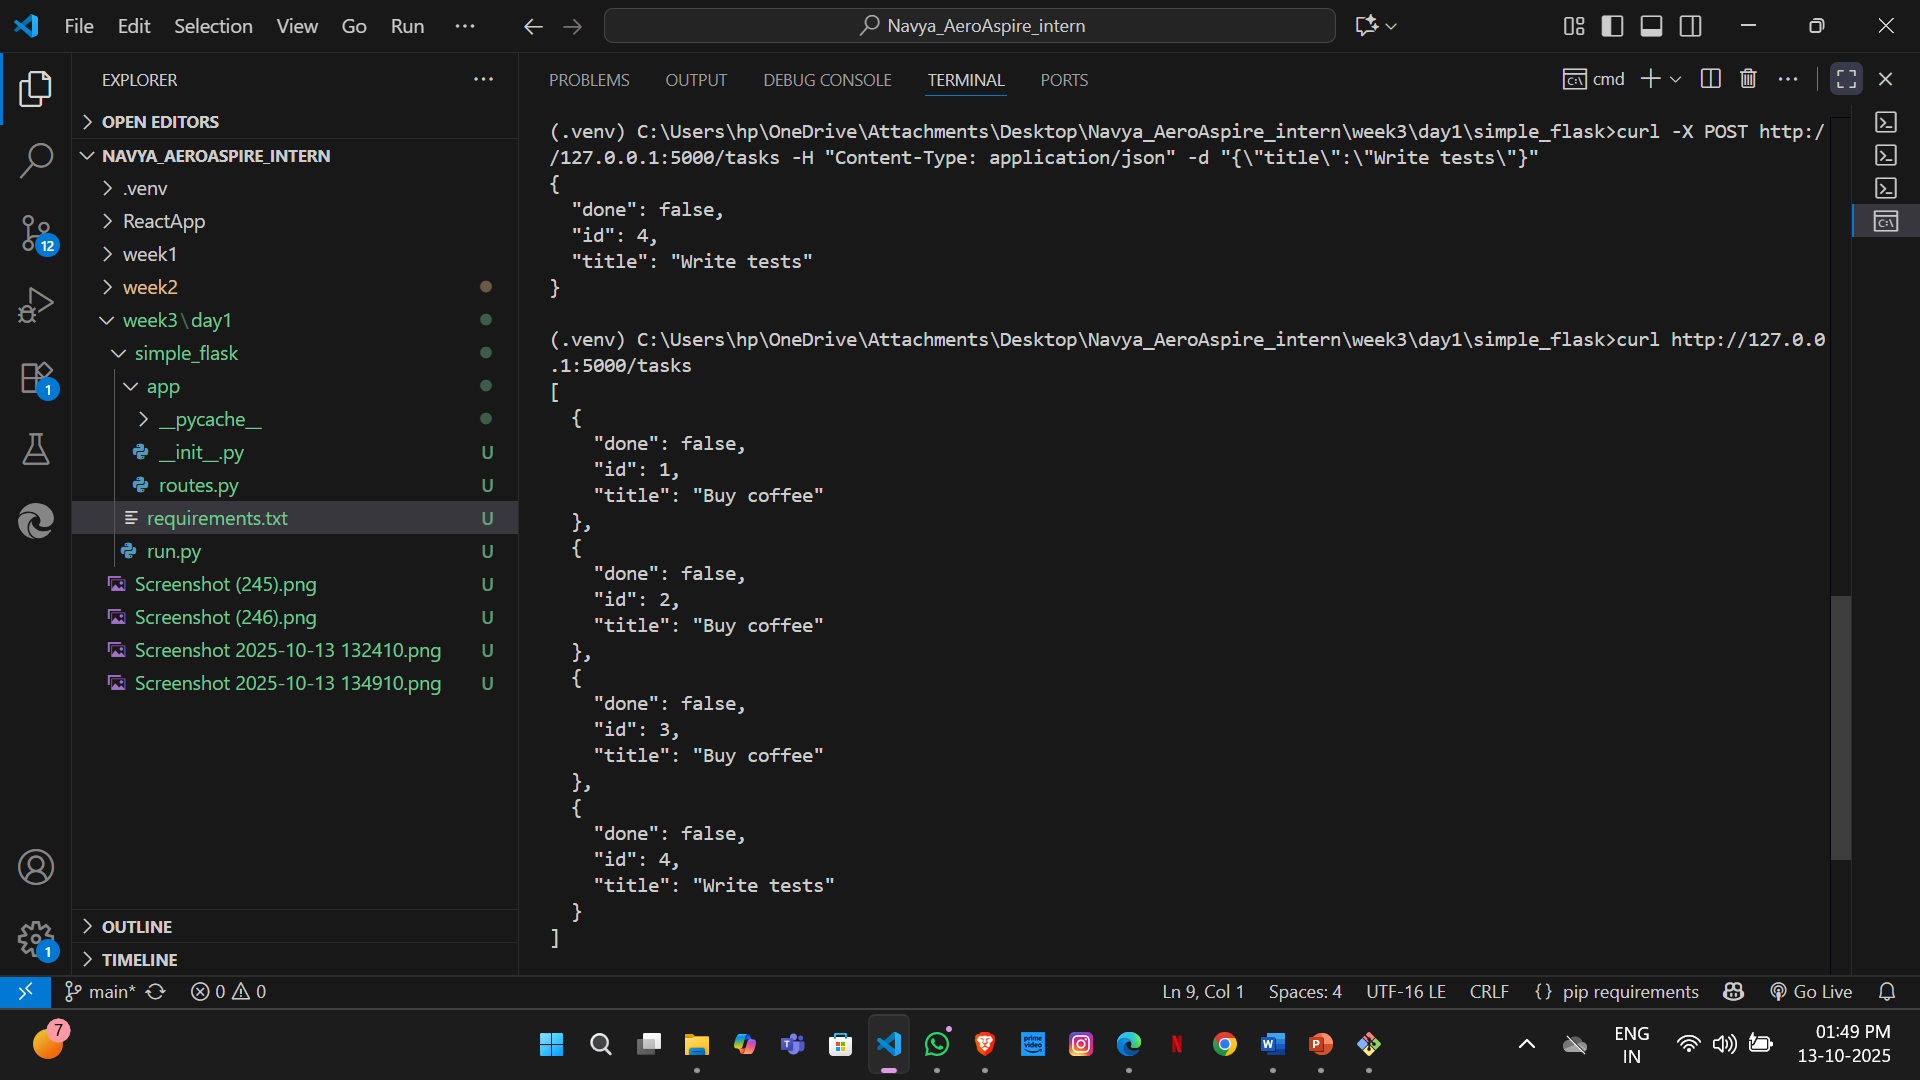 File Edit Selection View Go Run ···
Navya_AeroAspire_intern
EXPLORER
OPEN EDITORS
NAVYA_AEROASPIRE_INTERN
.venv
ReactApp
week1
week2
week3\day1
simple_flask
app
__pycache__
__init__.py U
routes.py U
requirements.txt U
run.py U
Screenshot (245).png U
Screenshot (246).png U
Screenshot 2025-10-13 132410.png U
Screenshot 2025-10-13 134910.png U
OUTLINE
TIMELINE
12
1
1
PROBLEMS OUTPUT DEBUG CONSOLE TERMINAL PORTS
cmd
(.venv) C:\Users\hp\OneDrive\Attachments\Desktop\Navya_AeroAspire_intern\week3\day1\simple_flask>curl -X POST http:/
/127.0.0.1:5000/tasks -H "Content-Type: application/json" -d "{\"title\":\"Write tests\"}"
{
"done": false,
"id": 4,
"title": "Write tests"
}
(.venv) C:\Users\hp\OneDrive\Attachments\Desktop\Navya_AeroAspire_intern\week3\day1\simple_flask>curl http://127.0.0
.1:5000/tasks
[
{
"done": false,
"id": 1,
"title": "Buy coffee"
},
{
"done": false,
"id": 2,
"title": "Buy coffee"
},
{
"done": false,
"id": 3,
"title": "Buy coffee"
},
{
"done": false,
"id": 4,
"title": "Write tests"
}
]
main* 0 0
Ln 9, Col 1 Spaces: 4 UTF-16 LE CRLF {} pip requirements Go Live
7
prime video
ENG
IN
01:49 PM
13-10-2025